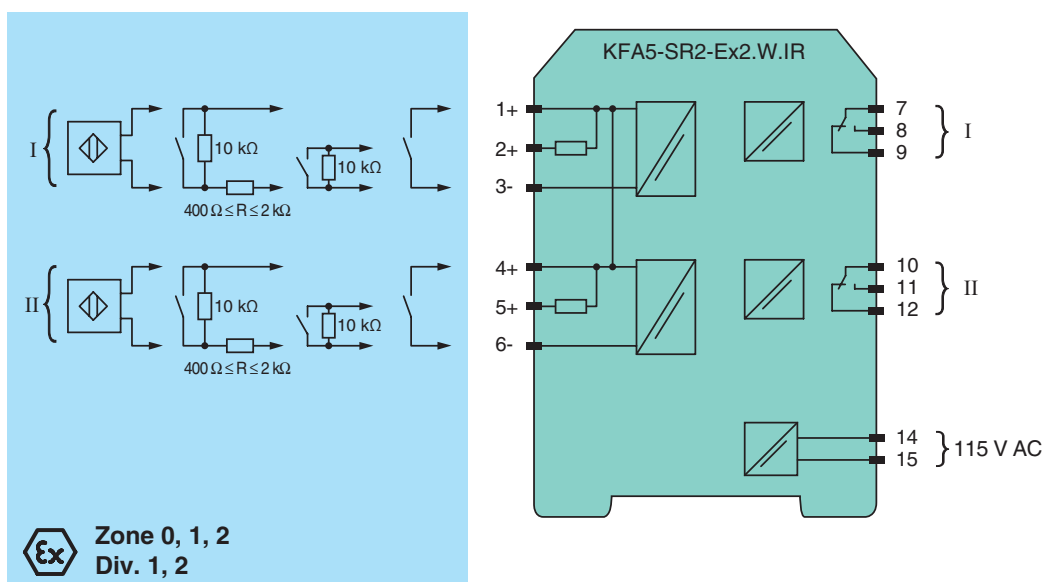 KFA5-SR2-Ex2.W.IR
I
10 kΩ
400 Ω ≤ R ≤ 2 kΩ
10 kΩ
1+
2+
3-
7
8
9
I
II
10 kΩ
400 Ω ≤ R ≤ 2 kΩ
10 kΩ
4+
5+
6-
10
11
12
II
14
15
115 V AC
Ex
Zone 0, 1, 2
Div. 1, 2